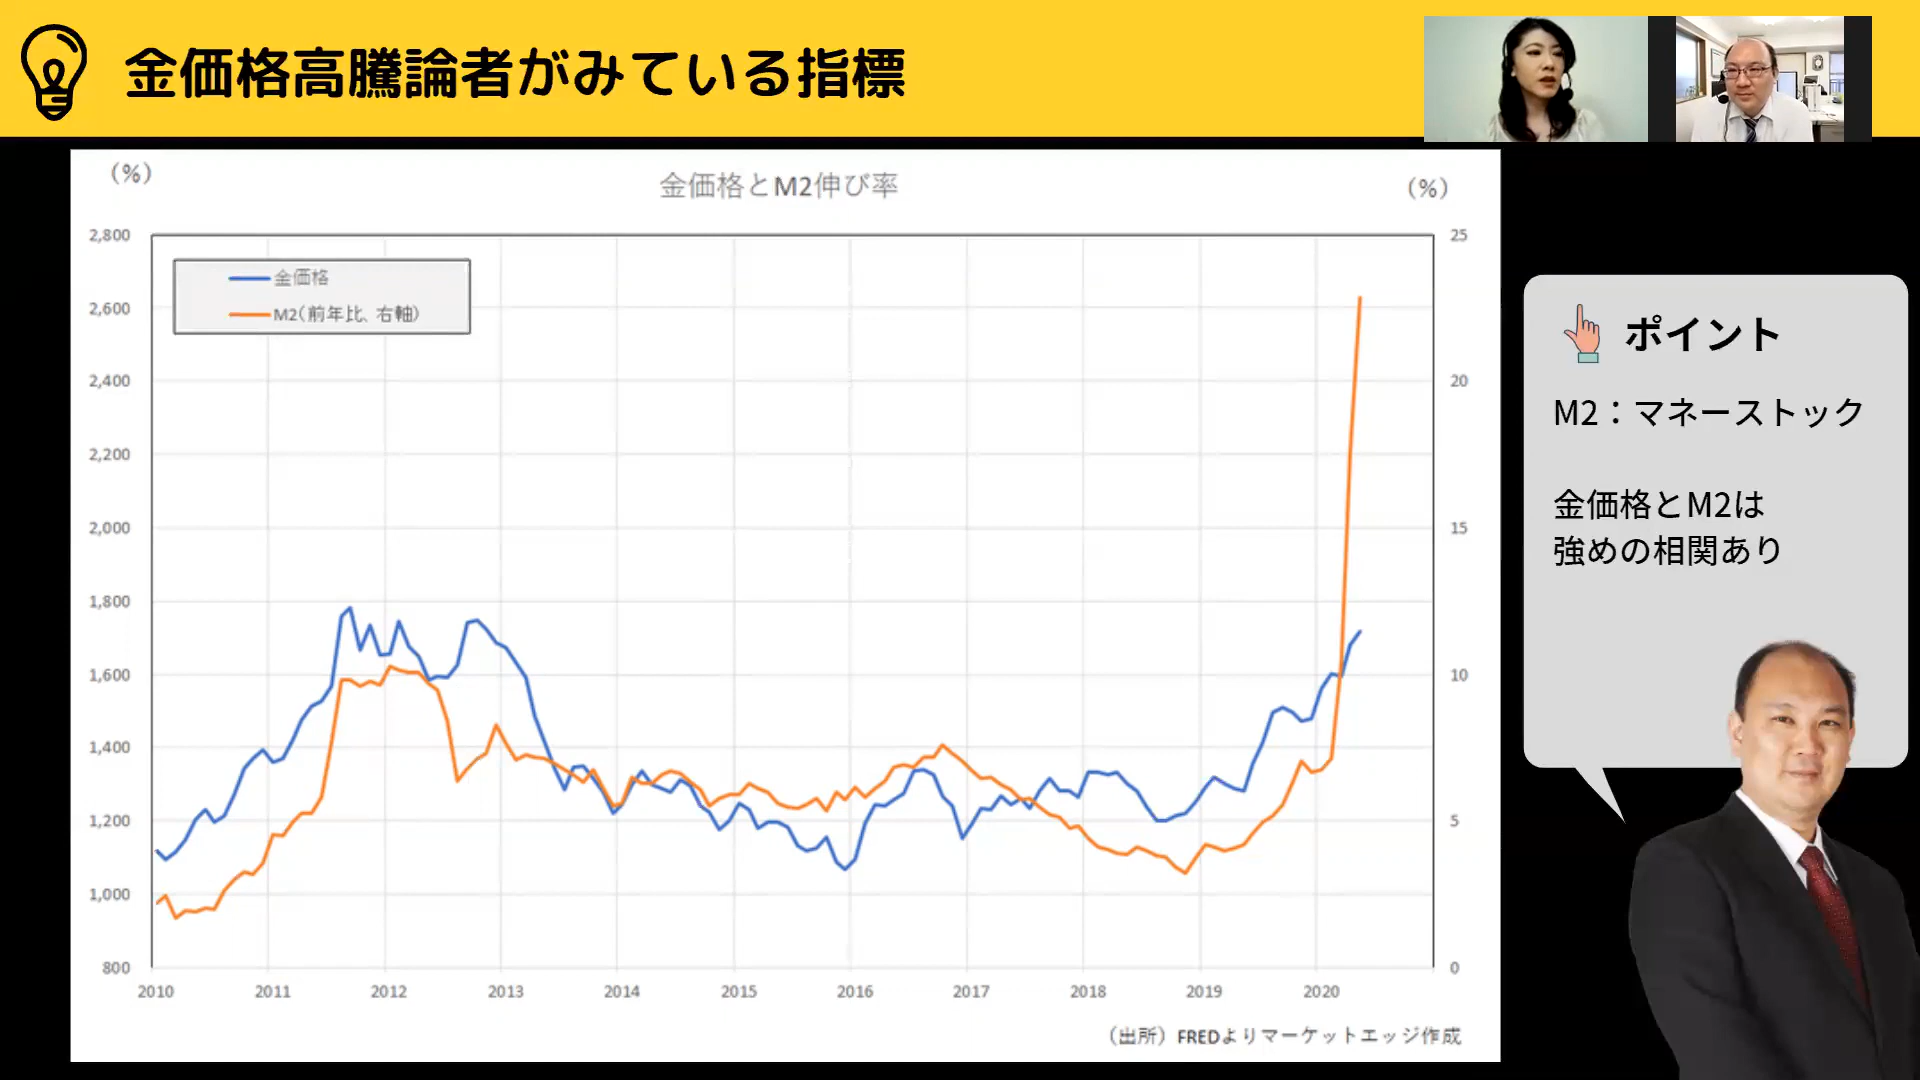 金価格高騰論者がみている指標
（%）
金価格とM2伸び率
（%）
2,800
2,600
2,400
2,200
2,000
1,800
1,600
1,400
1,200
1,000
800
25
20
15
10
5
0
金価格
M2（前年比、右軸）
2010 2011 2012 2013 2014 2015 2016 2017 2018 2019 2020
（出所）FREDよりマーケットエッジ作成
ポイント
M2：マネーストック
金価格とM2は
強めの相関あり